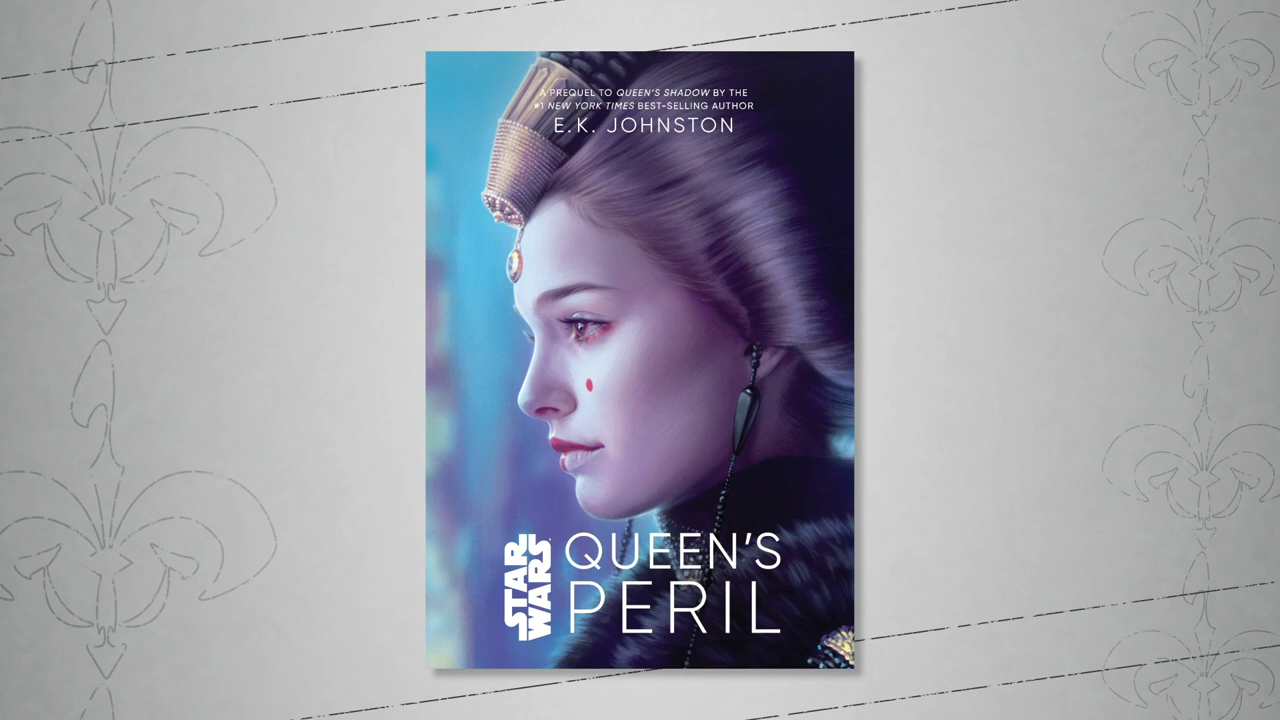 A PREQUEL TO QUEEN'S SHADOW BY THE
#1 NEW YORK TIMES BEST-SELLING AUTHOR
E.K. JOHNSTON
STAR
WARS
QUEEN'S
PERIL